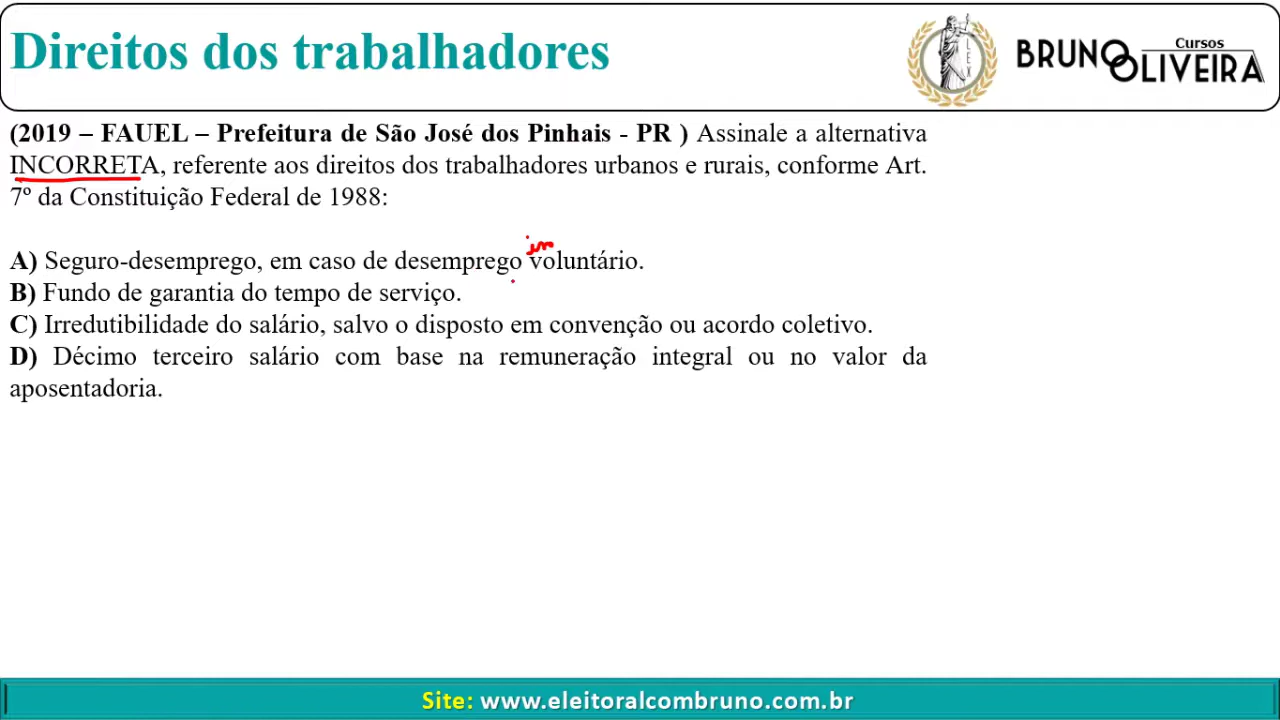 Direitos dos trabalhadores
LEX
Cursos
BRUNO
OLIVEIRA
(2019 – FAUEL – Prefeitura de São José dos Pinhais - PR ) Assinale a alternativa
INCORRETA, referente aos direitos dos trabalhadores urbanos e rurais, conforme Art.
7º da Constituição Federal de 1988:
im
A) Seguro-desemprego, em caso de desemprego voluntário.
B) Fundo de garantia do tempo de serviço.
C) Irredutibilidade do salário, salvo o disposto em convenção ou acordo coletivo.
D) Décimo terceiro salário com base na remuneração integral ou no valor da
aposentadoria.
Site: www.eleitoralcombruno.com.br